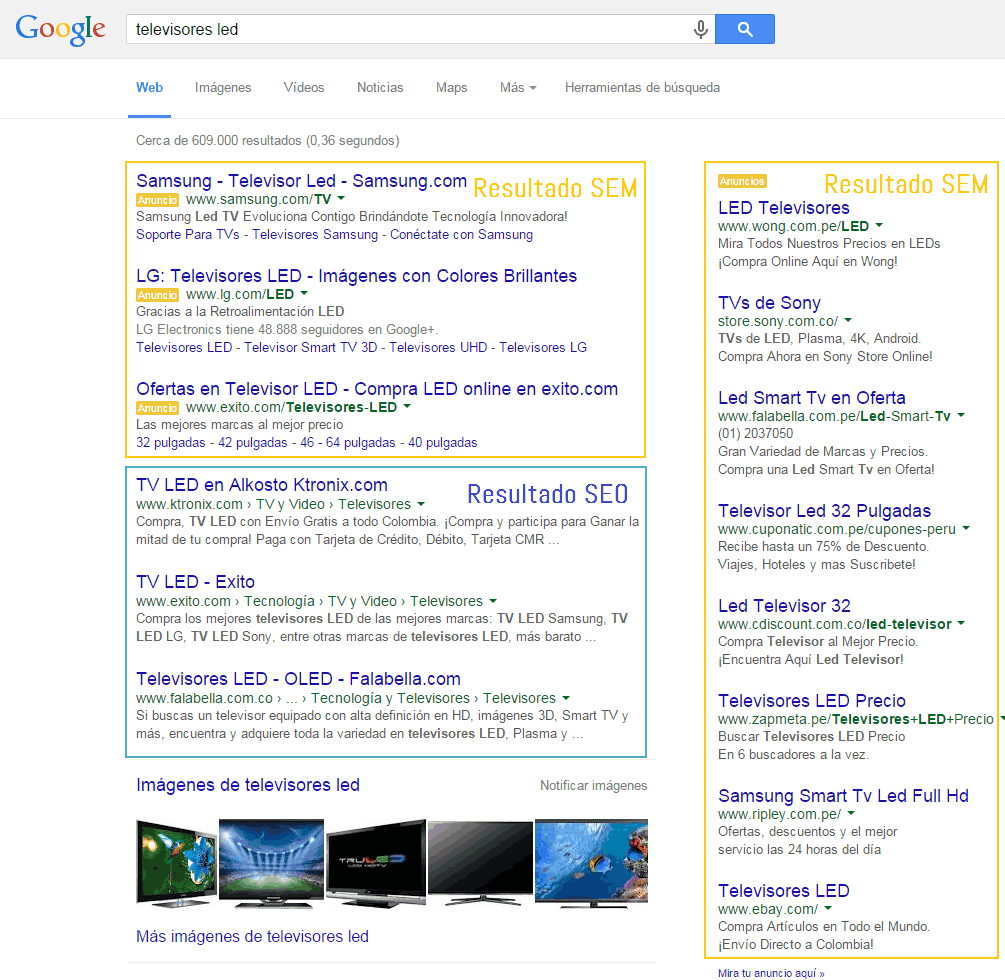 Google
televisores led
Web Imágenes Vídeos Noticias Maps Más Herramientas de búsqueda
Cerca de 609.000 resultados (0,36 segundos)
Samsung - Televisor Led - Samsung.com
Resultado SEM
Anuncio www.samsung.com/TV
Samsung Led TV Evoluciona Contigo Brindándote Tecnología Innovadora!
Soporte Para TVs - Televisores Samsung - Conéctate con Samsung
LG: Televisores LED - Imágenes con Colores Brillantes
Anuncio www.lg.com/LED
Gracias a la Retroalimentación LED
LG Electronics tiene 48.888 seguidores en Google+.
Televisores LED - Televisor Smart TV 3D - Televisores UHD - Televisores LG
Ofertas en Televisor LED - Compra LED online en exito.com
Anuncio www.exito.com/Televisores-LED
Las mejores marcas al mejor precio
32 pulgadas - 42 pulgadas - 46 - 64 pulgadas - 40 pulgadas
TV LED en Alkosto Ktronix.com
Resultado SEO
www.ktronix.com › TV y Video › Televisores
Compra, TV LED con Envío Gratis a todo Colombia. ¡Compra y participa para Ganar la
mitad de tu compra! Paga con Tarjeta de Crédito, Débito, Tarjeta CMR ...
TV LED - Exito
www.exito.com › Tecnología › TV y Video › Televisores
Compra los mejores televisores LED de las mejores marcas: TV LED Samsung, TV
LED LG, TV LED Sony, entre otras marcas de televisores LED, más barato ...
Televisores LED - OLED - Falabella.com
www.falabella.com.co › ... › Tecnología y Televisores › Televisores
Si buscas un televisor equipado con alta definición en HD, imágenes 3D, Smart TV y
más, encuentra y adquiere toda la variedad en televisores LED, Plasma y ...
Imágenes de televisores led
Notificar imágenes
TRULED
LED HDTV
Más imágenes de televisores led
Anuncios
Resultado SEM
LED Televisores
www.wong.com.pe/LED
Mira Todos Nuestros Precios en LEDs
¡Compra Online Aquí en Wong!
TVs de Sony
store.sony.com.co/
TVs de LED, Plasma, 4K, Android.
Compra Ahora en Sony Store Online!
Led Smart Tv en Oferta
www.falabella.com.pe/Led-Smart-Tv
(01) 2037050
Gran Variedad de Marcas y Precios.
Compra una Led Smart Tv en Oferta!
Televisor Led 32 Pulgadas
www.cuponatic.com.pe/cupones-peru
Recibe hasta un 75% de Descuento.
Viajes, Hoteles y mas Suscribete!
Led Televisor 32
www.cdiscount.com.co/led-televisor
Compra Televisor al Mejor Precio.
¡Encuentra Aquí Led Televisor!
Televisores LED Precio
www.zapmeta.pe/Televisores+LED+Precio
Buscar Televisores LED Precio
En 6 buscadores a la vez.
Samsung Smart Tv Led Full Hd
www.ripley.com.pe/
Ofertas, descuentos y el mejor
servicio las 24 horas del día
Televisores LED
www.ebay.com/
Compra Artículos en Todo el Mundo.
¡Envío Directo a Colombia!
Mira tu anuncio aquí »